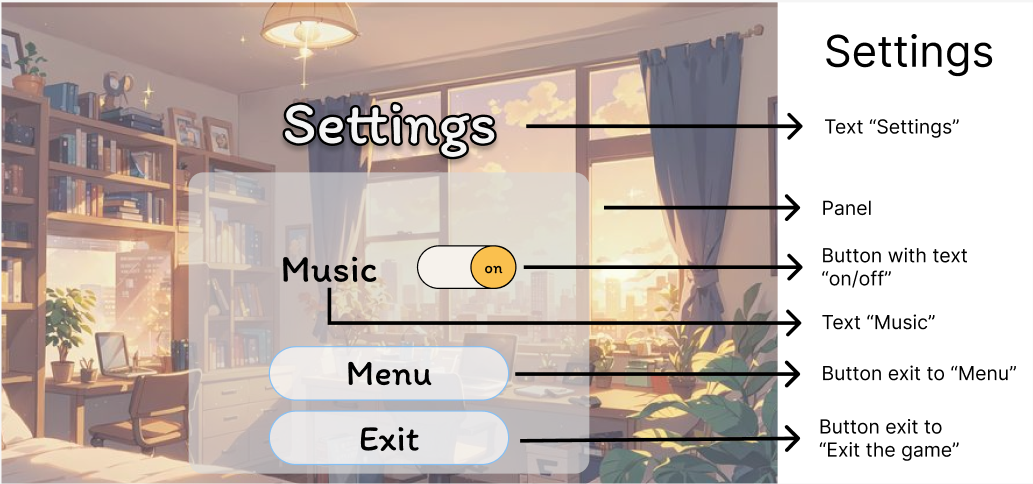 Settings
Settings
Text “Settings”
Panel
Music
on
Button with text
“on/off”
Text “Music”
Menu
Button exit to “Menu”
Exit
Button exit to
“Exit the game”